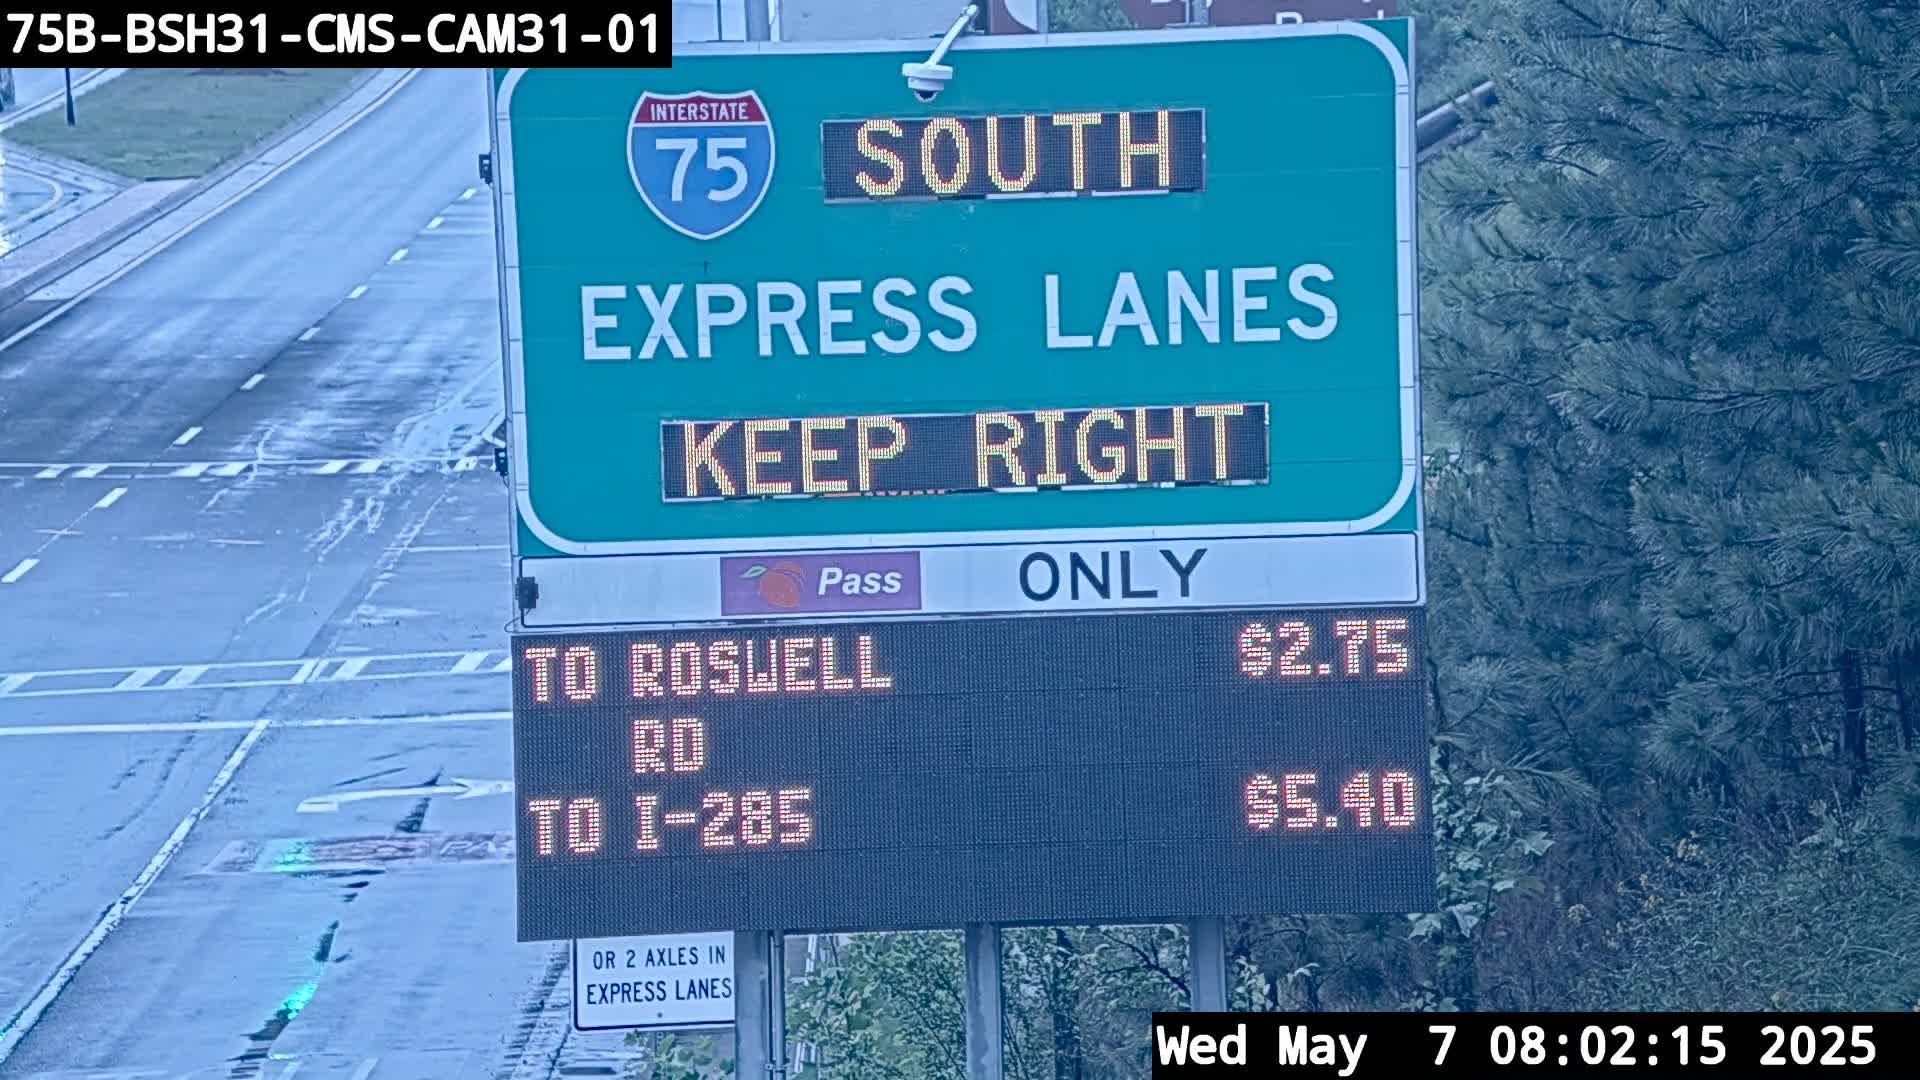 75B-BSH31-CMS-CAM31-01
INTERSTATE
75
SOUTH
EXPRESS LANES
KEEP RIGHT
Pass ONLY
TO ROSWELL $2.75
RD
TO I-285 $5.40
OR 2 AXLES IN
EXPRESS LANES
Wed May 7 08:02:15 2025